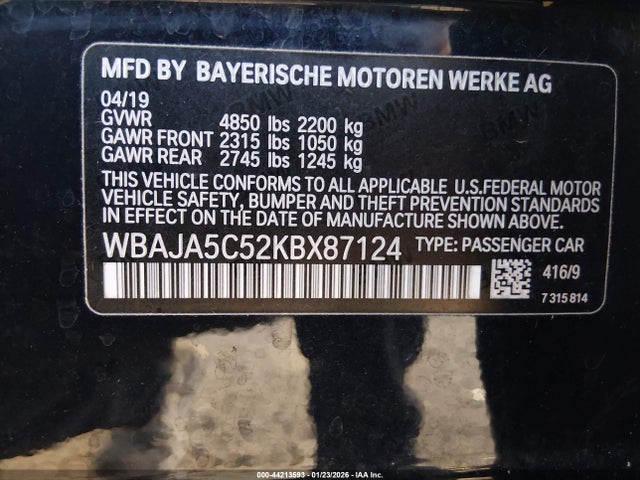 MFD BY BAYERISCHE MOTOREN WERKE AG
04/19
GVWR 4850 lbs 2200 kg
GAWR FRONT 2315 lbs 1050 kg
GAWR REAR 2745 lbs 1245 kg
THIS VEHICLE CONFORMS TO ALL APPLICABLE U.S.FEDERAL MOTOR
VEHICLE SAFETY, BUMPER AND THEFT PREVENTION STANDARDS
IN EFFECT ON THE DATE OF MANUFACTURE SHOWN ABOVE.
WBAJA5C52KBX87124 TYPE: PASSENGER CAR
416/9
7 315 814
000-44213593 - 01/23/2026 - IAA Inc.